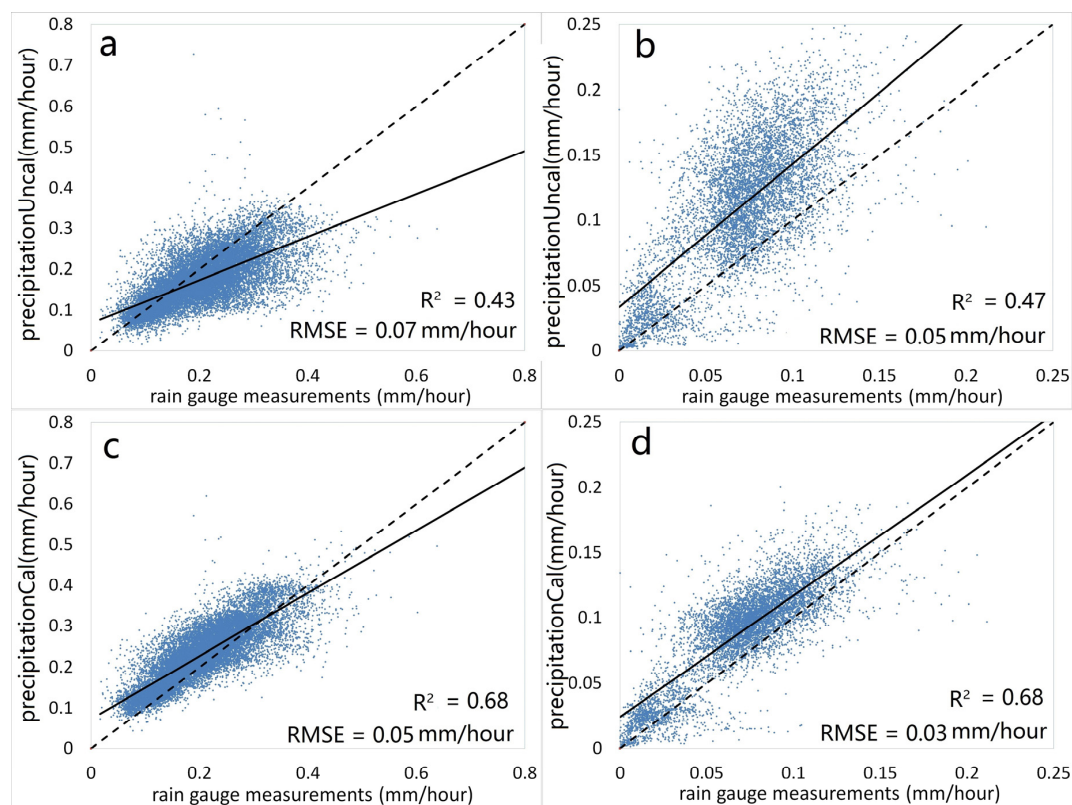 a
precipitationUncal(mm/hour)
0.8
0.7
0.6
0.5
0.4
0.3
0.2
0.1
0
R² = 0.43
RMSE = 0.07 mm/hour
0 0.2 0.4 0.6 0.8
rain gauge measurements (mm/hour)
b
precipitationUncal(mm/hour)
0.25
0.20
0.15
0.1
0.05
0
R² = 0.47
RMSE = 0.05 mm/hour
0 0.05 0.1 0.15 0.2 0.25
rain gauge measurements (mm/hour)
c
precipitationCal(mm/hour)
0.8
0.7
0.6
0.5
0.4
0.3
0.2
0.1
0
R² = 0.68
RMSE = 0.05 mm/hour
0 0.2 0.4 0.6 0.8
rain gauge measurements (mm/hour)
d
precipitationCal(mm/hour)
0.25
0.2
0.15
0.1
0.05
0
R² = 0.68
RMSE = 0.03 mm/hour
0 0.05 0.1 0.15 0.2 0.25
rain gauge measurements (mm/hour)